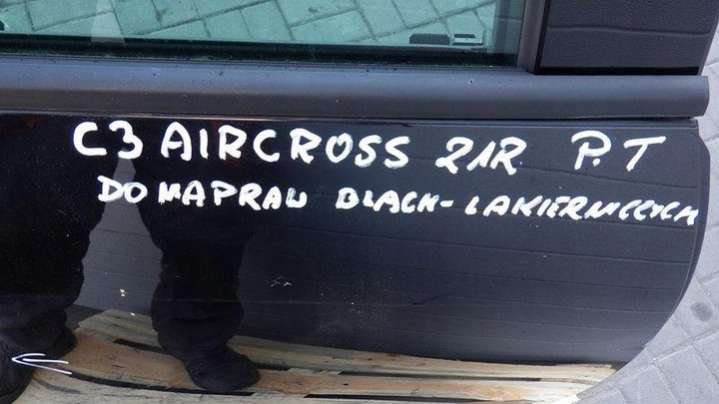 C3 AIRCROSS 21R P.T
DO NAPRAW BLACH-LAKIERNICZYCH